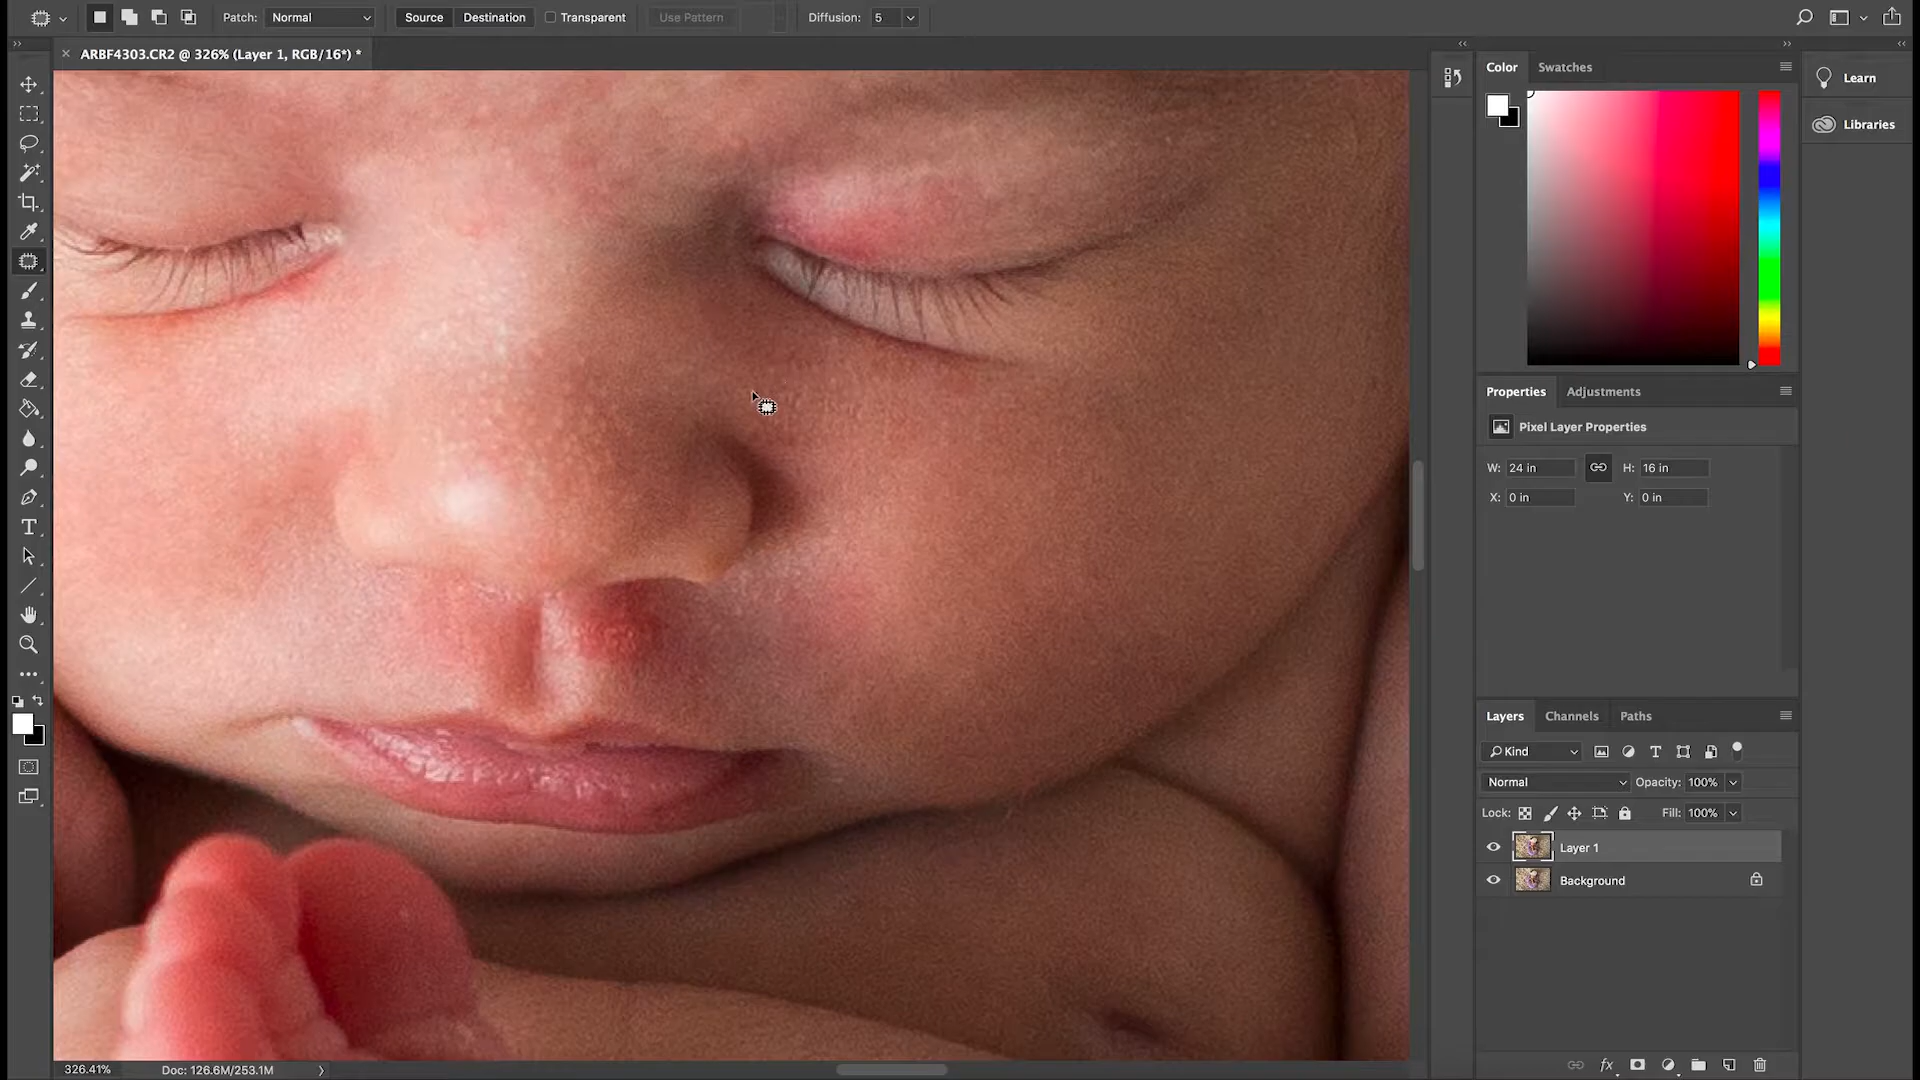 Patch: Normal Source Destination Transparent Use Pattern Diffusion: 5
ARBF4303.CR2 @ 326% (Layer 1, RGB/16*) *
Color Swatches
Learn
Libraries
Properties Adjustments
Pixel Layer Properties
W: 24 in H: 16 in
X: 0 in Y: 0 in
T
Layers Channels Paths
Kind T
Normal Opacity: 100%
Lock: Fill: 100%
Layer 1
Background
fx
326.41% Doc: 126.6M/253.1M